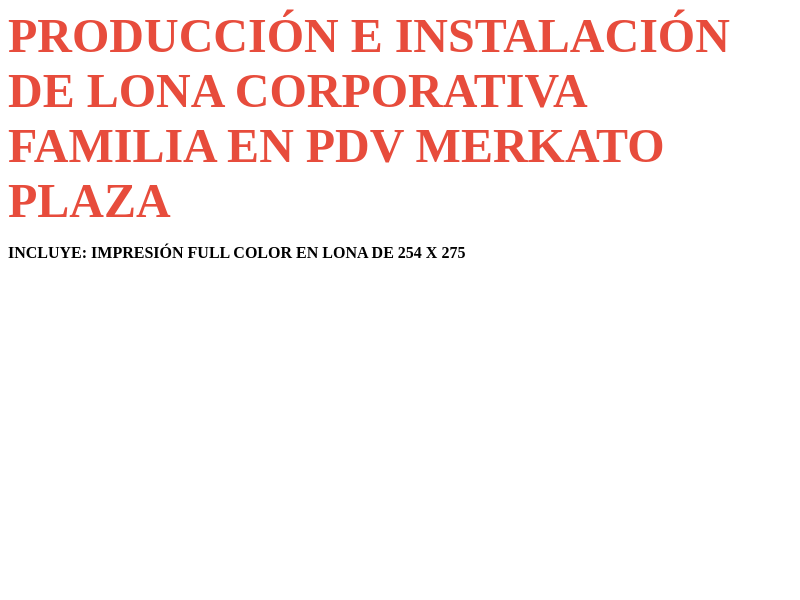 PRODUCCIÓN E INSTALACIÓN
DE LONA CORPORATIVA
FAMILIA EN PDV MERKATO
PLAZA
INCLUYE: IMPRESIÓN FULL COLOR EN LONA DE 254 X 275